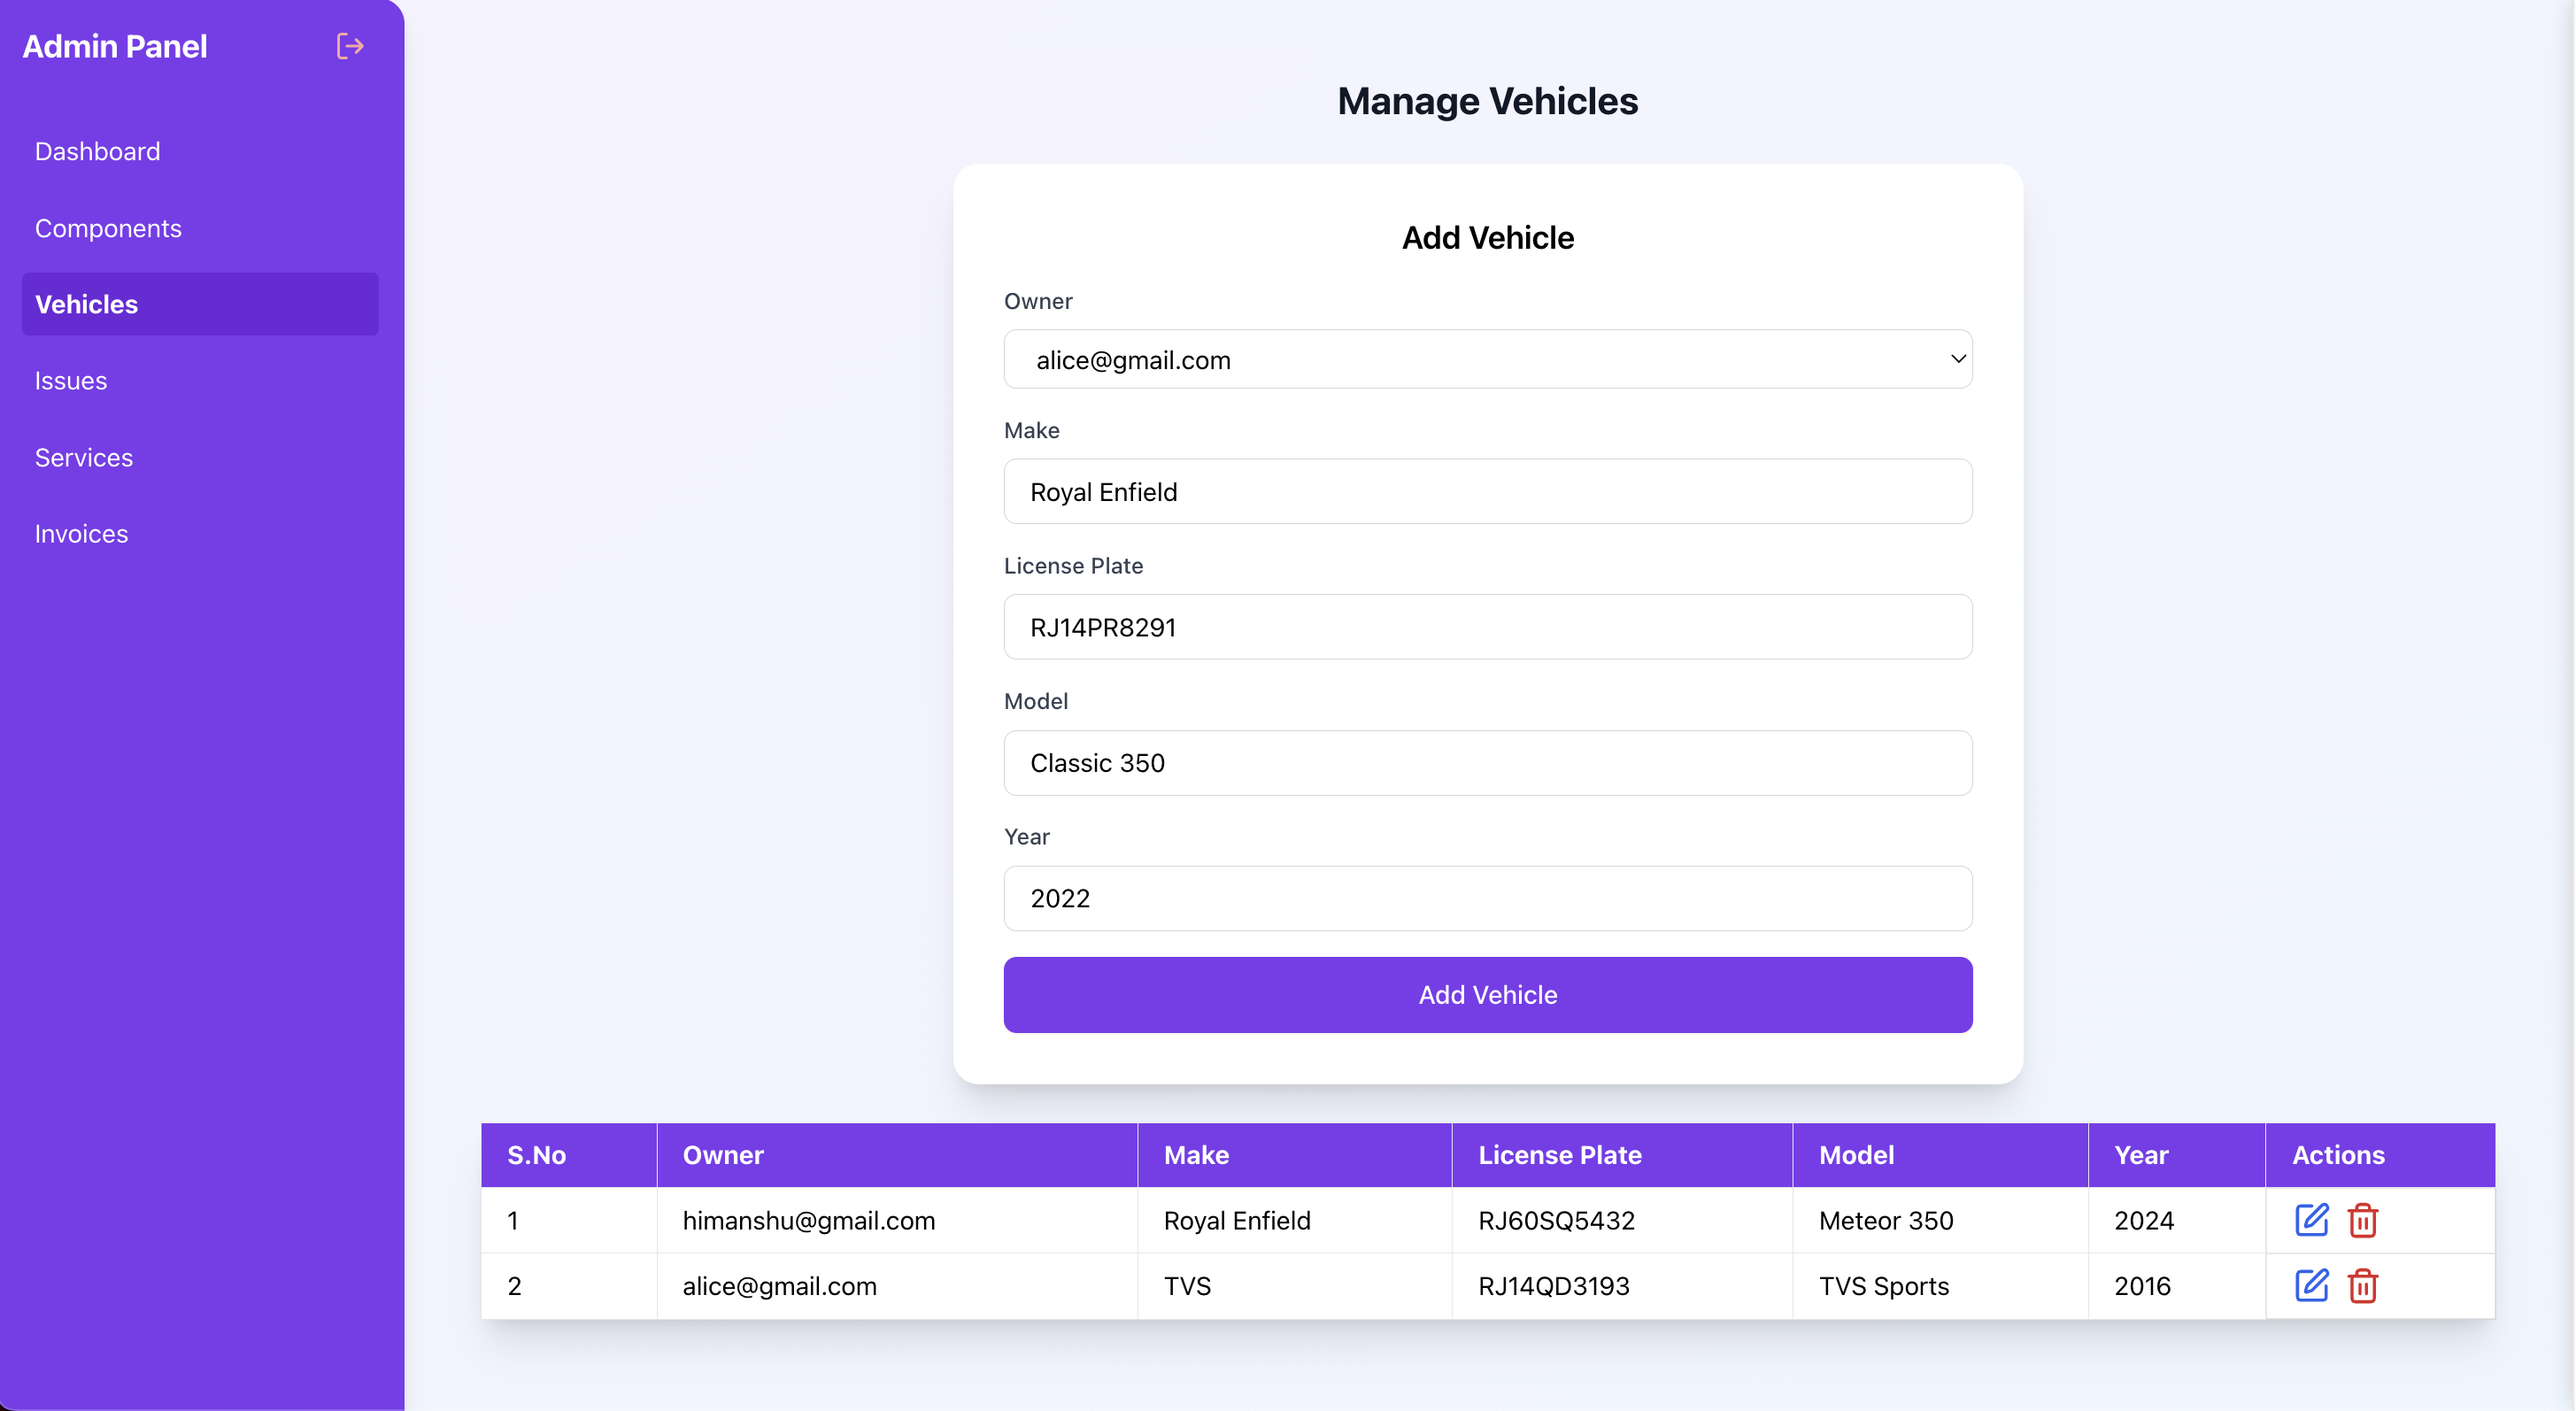 Admin Panel
Dashboard
Components
Vehicles
Issues
Services
Invoices
Manage Vehicles
Add Vehicle
Owner
alice@gmail.com
Make
Royal Enfield
License Plate
RJ14PR8291
Model
Classic 350
Year
2022
Add Vehicle
S.No Owner Make License Plate Model Year Actions
1 himanshu@gmail.com Royal Enfield RJ60SQ5432 Meteor 350 2024
2 alice@gmail.com TVS RJ14QD3193 TVS Sports 2016